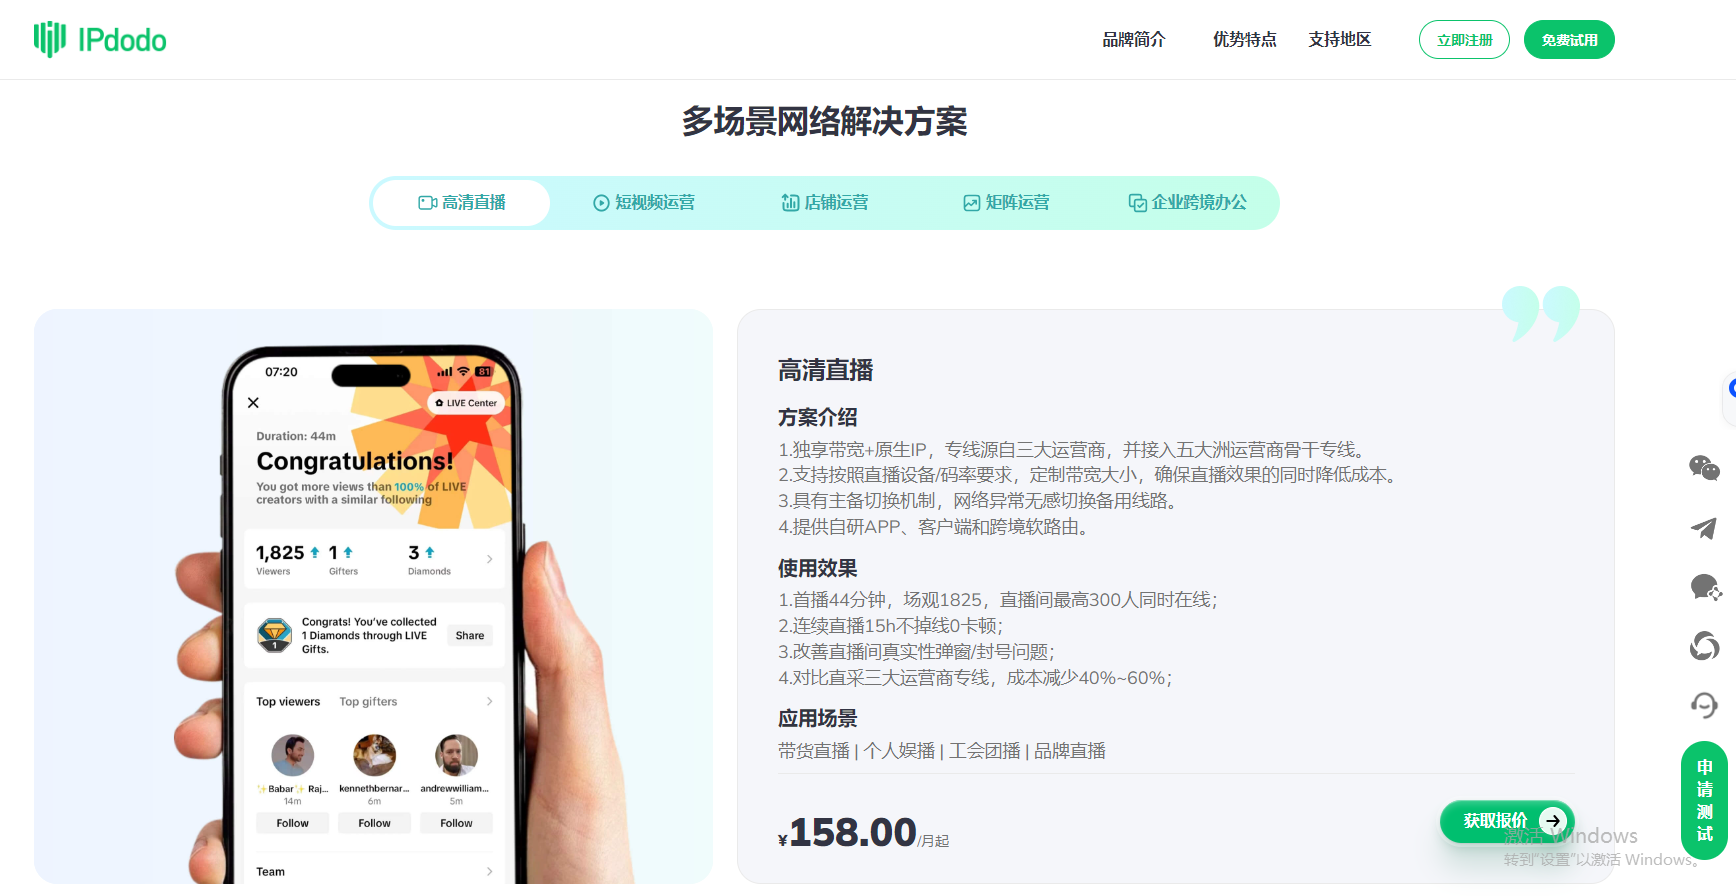 IPdodo
品牌简介
优势特点
支持地区
立即注册
免费试用
多场景网络解决方案
高清直播
短视频运营
店铺运营
矩阵运营
企业跨境办公
07:20
81
LIVE Center
Duration: 44m
Congratulations!
You got more views than 100% of LIVE
creators with a similar following
1,825
1
3
Viewers
Gifters
Diamonds
Congrats! You've collected
1 Diamonds through LIVE
Gifts.
1
Share
Top viewers
Top gifters
✨Babar✨ Raj...
kennethbernar...
andrewwilliam...
14m
6m
5m
Follow
Follow
Follow
Team
高清直播
方案介绍
1.独享带宽+原生IP，专线源自三大运营商，并接入五大洲运营商骨干专线。
2.支持按照直播设备/码率要求，定制带宽大小，确保直播效果的同时降低成本。
3.具有主备切换机制，网络异常无感切换备用线路。
4.提供自研APP、客户端和跨境软路由。
使用效果
1.首播44分钟，场观1825，直播间最高300人同时在线；
2.连续直播15h不掉线0卡顿；
3.改善直播间真实性弹窗/封号问题；
4.对比直采三大运营商专线，成本减少40%~60%；
应用场景
带货直播 | 个人娱播 | 工会团播 | 品牌直播
¥158.00/月起
获取报价
申请测试
激活 Windows
转到"设置"以激活 Windows。